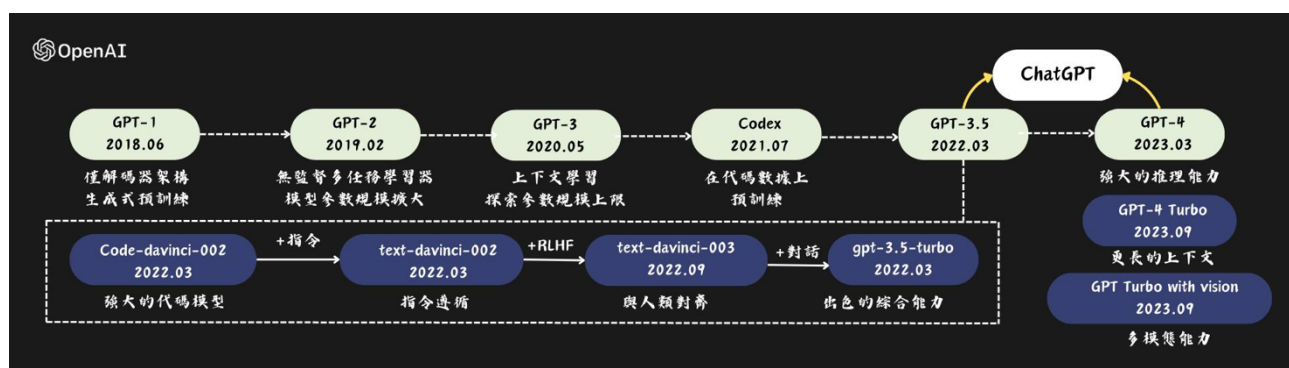 OpenAI
ChatGPT
GPT-1
2018.06
GPT-2
2019.02
GPT-3
2020.05
Codex
2021.07
GPT-3.5
2022.03
GPT-4
2023.03
僅解碼器架構
生成式預訓練
無監督多任務學習器
模型參數規模擴大
上下文學習
探索參數規模上限
在代碼數據上
預訓練
強大的推理能力
GPT-4 Turbo
2023.09
更長的上下文
GPT Turbo with vision
2023.09
多模態能力
Code-davinci-002
2022.03
強大的代碼模型
+指令
text-davinci-002
2022.03
指令遵循
+RLHF
text-davinci-003
2022.09
與人類對齊
+對話
gpt-3.5-turbo
2022.03
出色的綜合能力